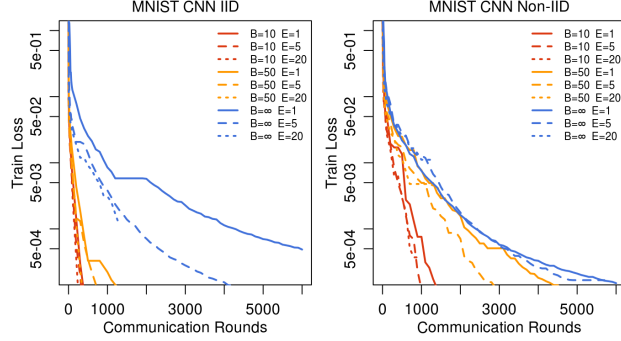 MNIST CNN IID
Train Loss
5e-01
5e-02
5e-03
5e-04
B=10 E=1
B=10 E=5
B=10 E=20
B=50 E=1
B=50 E=5
B=50 E=20
B=∞ E=1
B=∞ E=5
B=∞ E=20
0 1000 3000 5000
Communication Rounds
MNIST CNN Non-IID
Train Loss
5e-01
5e-02
5e-03
5e-04
B=10 E=1
B=10 E=5
B=10 E=20
B=50 E=1
B=50 E=5
B=50 E=20
B=∞ E=1
B=∞ E=5
B=∞ E=20
0 1000 3000 5000
Communication Rounds